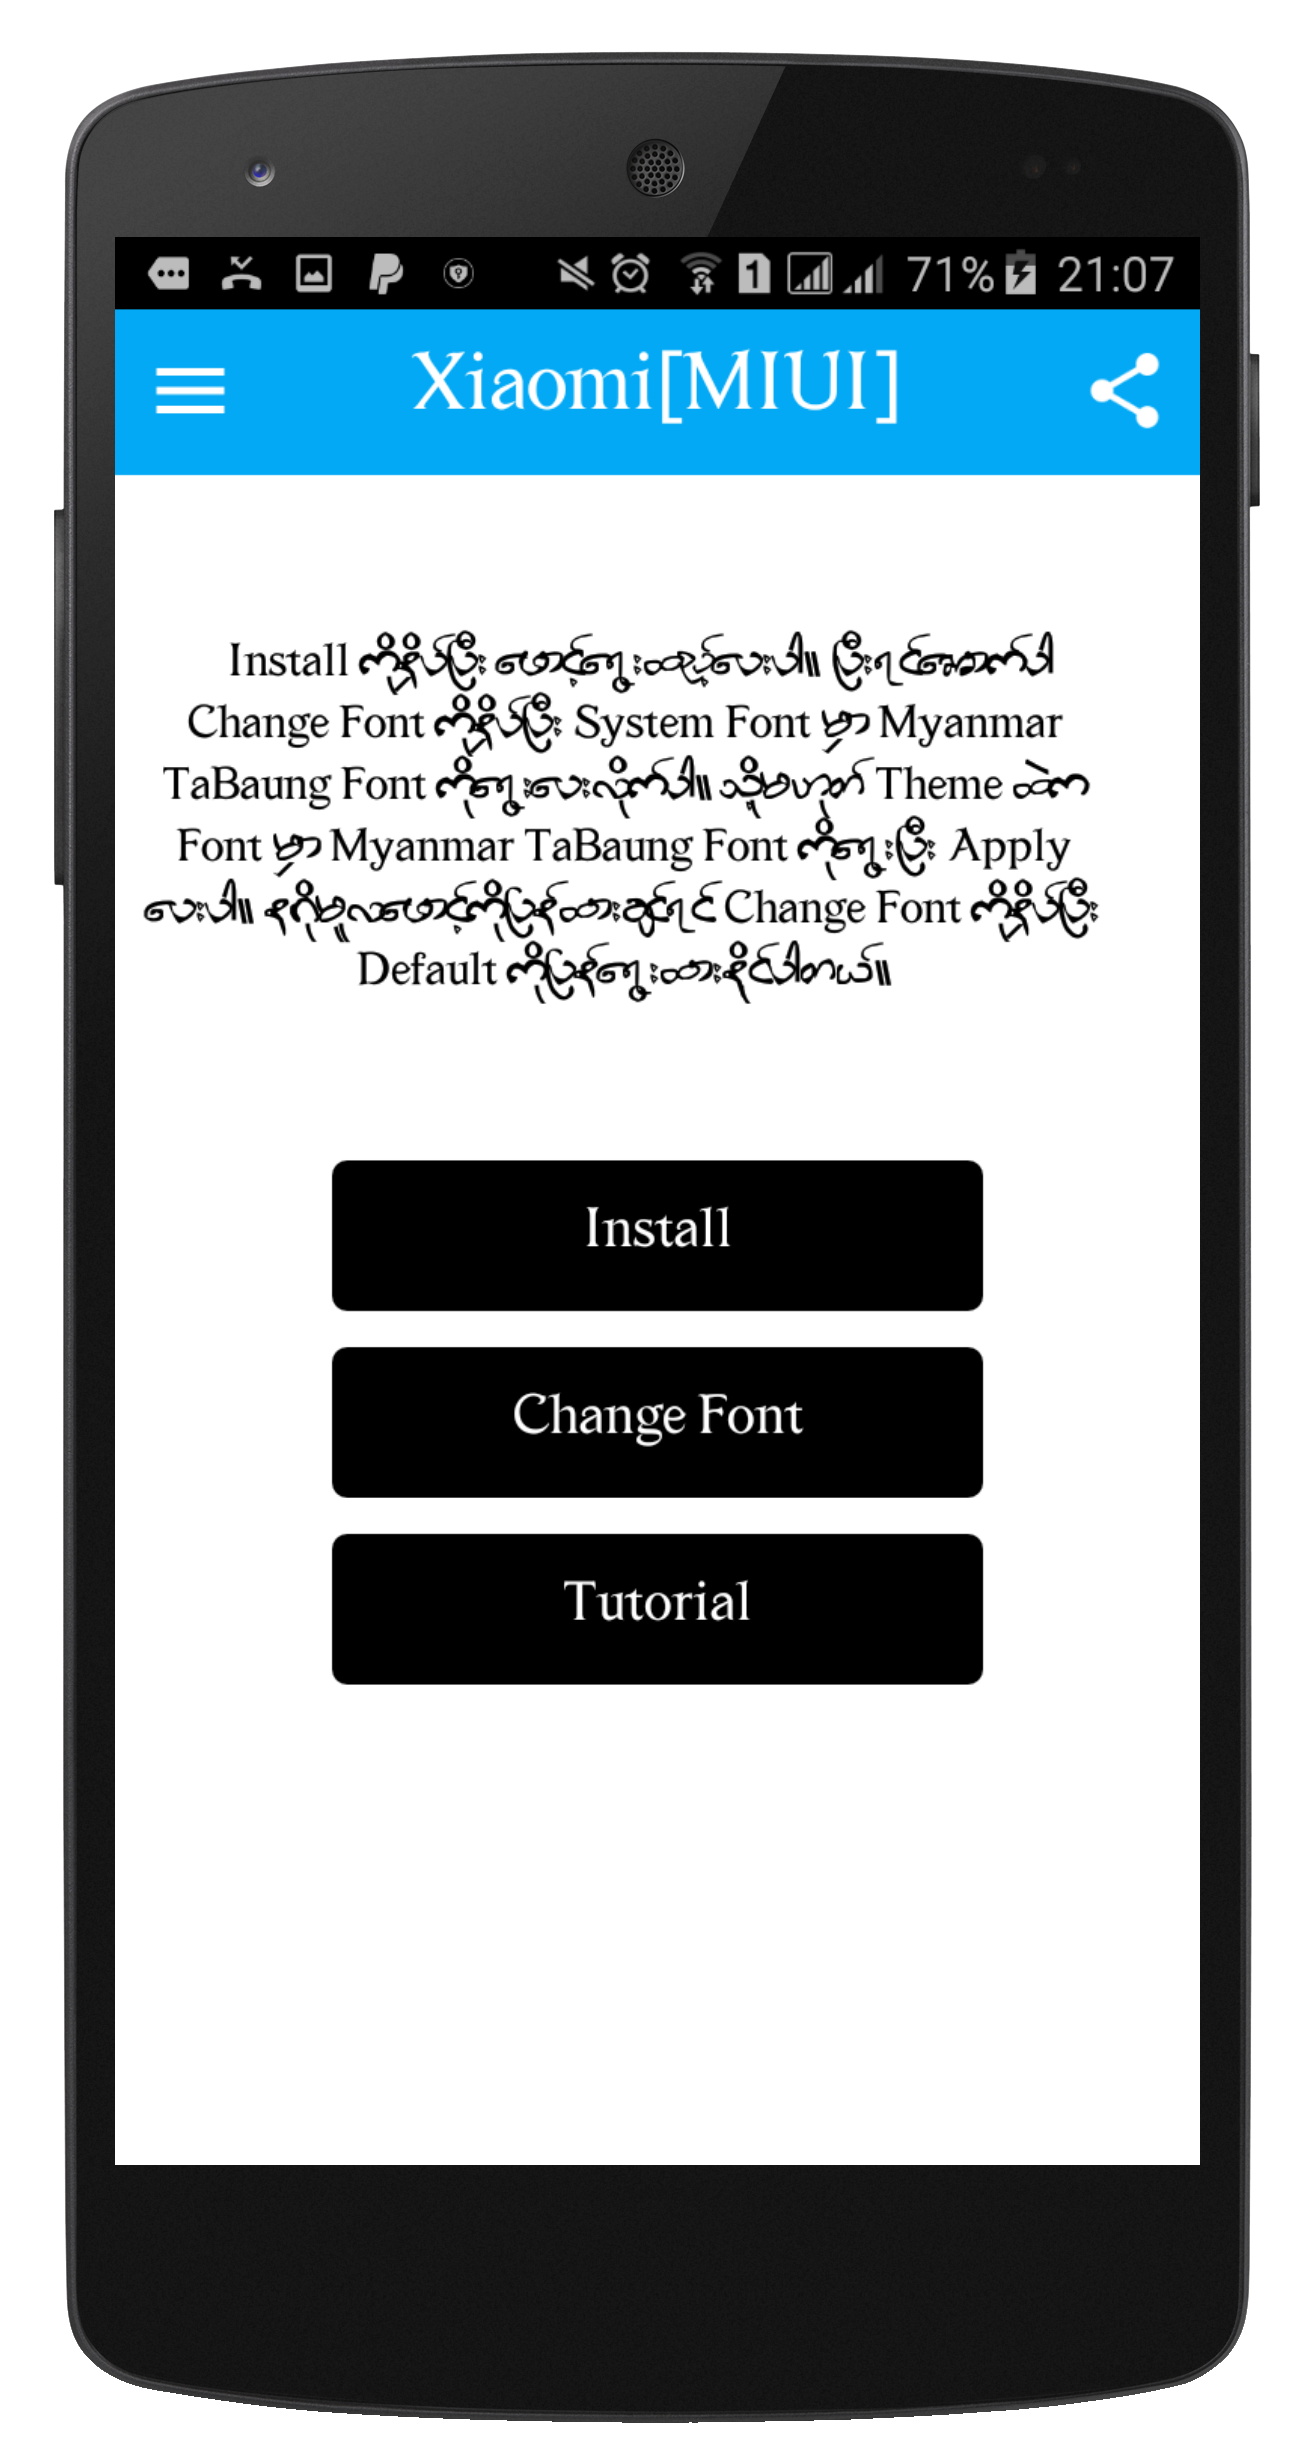 71% 21:07
Xiaomi[MIUI]
Install ကိုနှိပ်ပြီး ဖောင့်ရွေးထည့်ပေးပါ။ ပြီးရင်အောက်ပါ
Change Font ကိုနှိပ်ပြီး System Font မှာ Myanmar
TaBaung Font ကိုရွေးပေးလိုက်ပါ။ သို့မဟုတ် Theme ထဲက
Font မှာ Myanmar TaBaung Font ကိုရွေးပြီး Apply
ပေးပါ။ နဂိုမူလဖောင့်ကိုပြန်ထားချင်ရင် Change Font ကိုနှိပ်ပြီး
Default ကိုပြန်ရွေးထားနိုင်ပါတယ်။
Install
Change Font
Tutorial